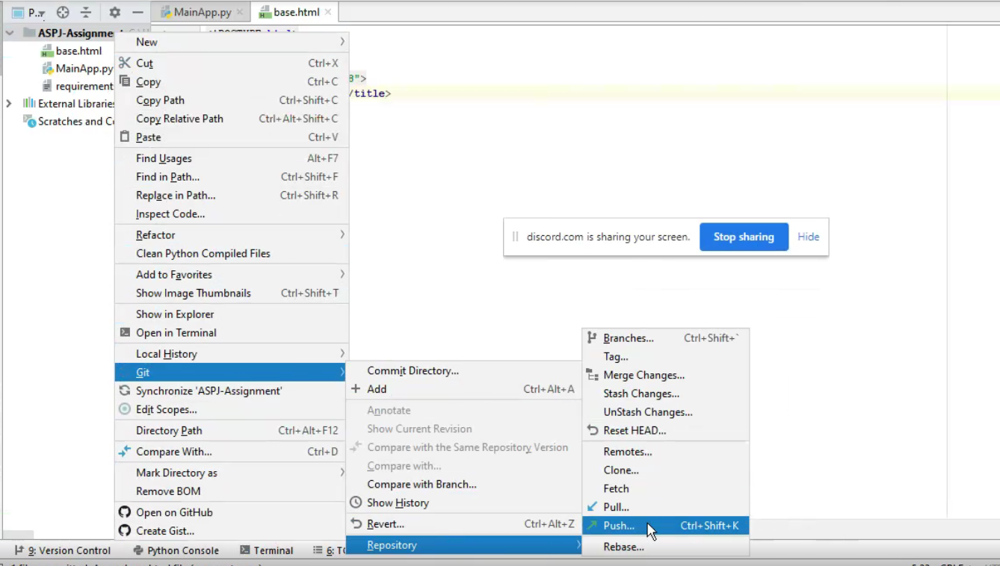 P..
MainApp.py
base.html
ASPJ-Assignme
base.html
MainApp.py
requirement
External Librarie
Scratches and C
8">
/title>
New
Cut Ctrl+X
Copy Ctrl+C
Copy Path Ctrl+Shift+C
Copy Relative Path Ctrl+Alt+Shift+C
Paste Ctrl+V
Find Usages Alt+F7
Find in Path... Ctrl+Shift+F
Replace in Path... Ctrl+Shift+R
Inspect Code...
Refactor
Clean Python Compiled Files
Add to Favorites
Show Image Thumbnails Ctrl+Shift+T
Show in Explorer
Open in Terminal
Local History
Git
Synchronize 'ASPJ-Assignment'
Edit Scopes...
Directory Path Ctrl+Alt+F12
Compare With... Ctrl+D
Mark Directory as
Remove BOM
Open on GitHub
Create Gist...
discord.com is sharing your screen. Stop sharing Hide
Commit Directory...
Add Ctrl+Alt+A
Annotate
Show Current Revision
Compare with the Same Repository Version
Compare with...
Compare with Branch...
Show History
Revert... Ctrl+Alt+Z
Repository
Branches... Ctrl+Shift+`
Tag...
Merge Changes...
Stash Changes...
UnStash Changes...
Reset HEAD...
Remotes...
Clone...
Fetch
Pull...
Push... Ctrl+Shift+K
Rebase...
9: Version Control
Python Console
Terminal
6: TO